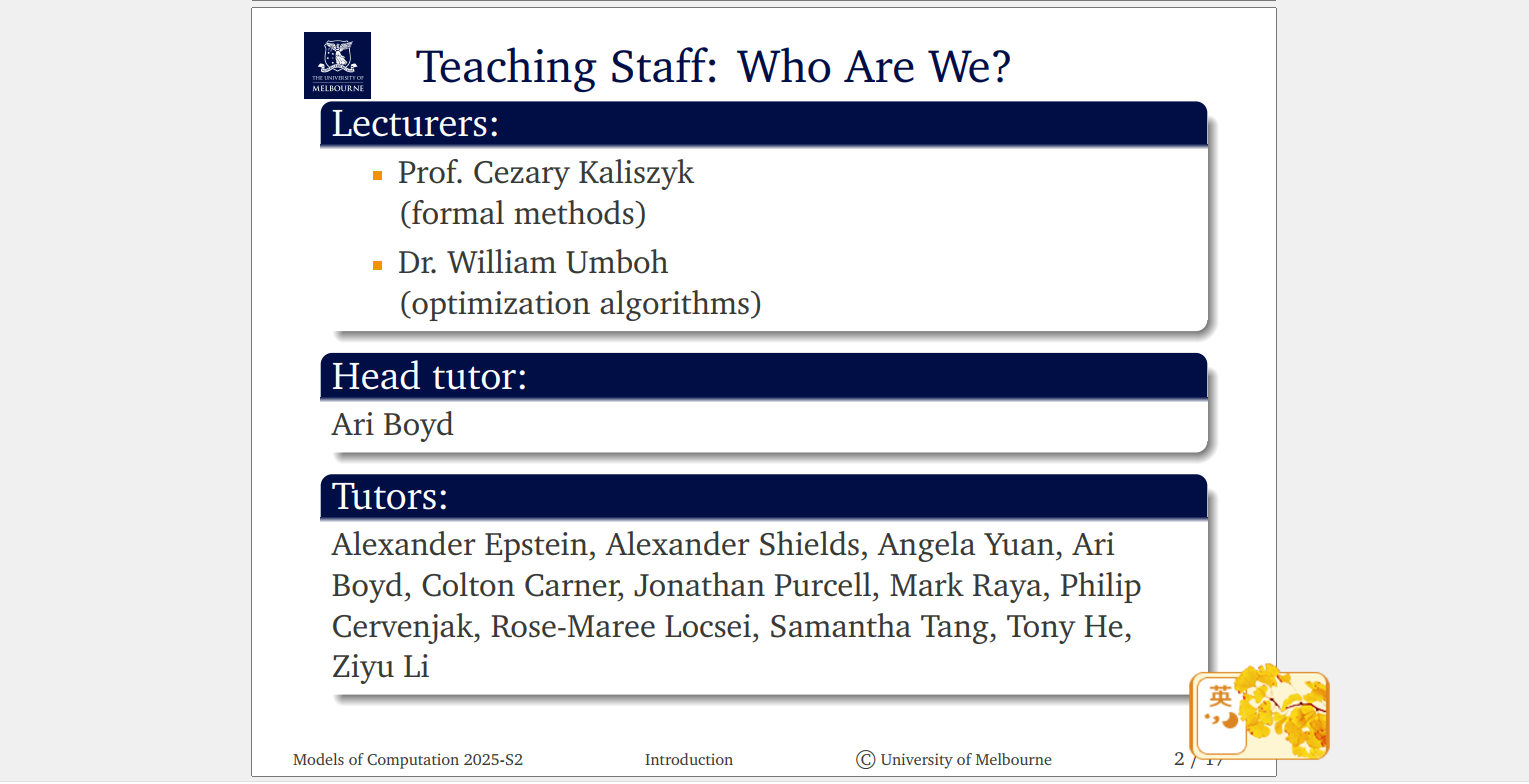 THE UNIVERSITY OF
MELBOURNE
Teaching Staff: Who Are We?
Lecturers:
Prof. Cezary Kaliszyk
(formal methods)
Dr. William Umboh
(optimization algorithms)
Head tutor:
Ari Boyd
Tutors:
Alexander Epstein, Alexander Shields, Angela Yuan, Ari
Boyd, Colton Carner, Jonathan Purcell, Mark Raya, Philip
Cervenjak, Rose-Maree Locsei, Samantha Tang, Tony He,
Ziyu Li
英
Models of Computation 2025-S2 Introduction © University of Melbourne 2 /